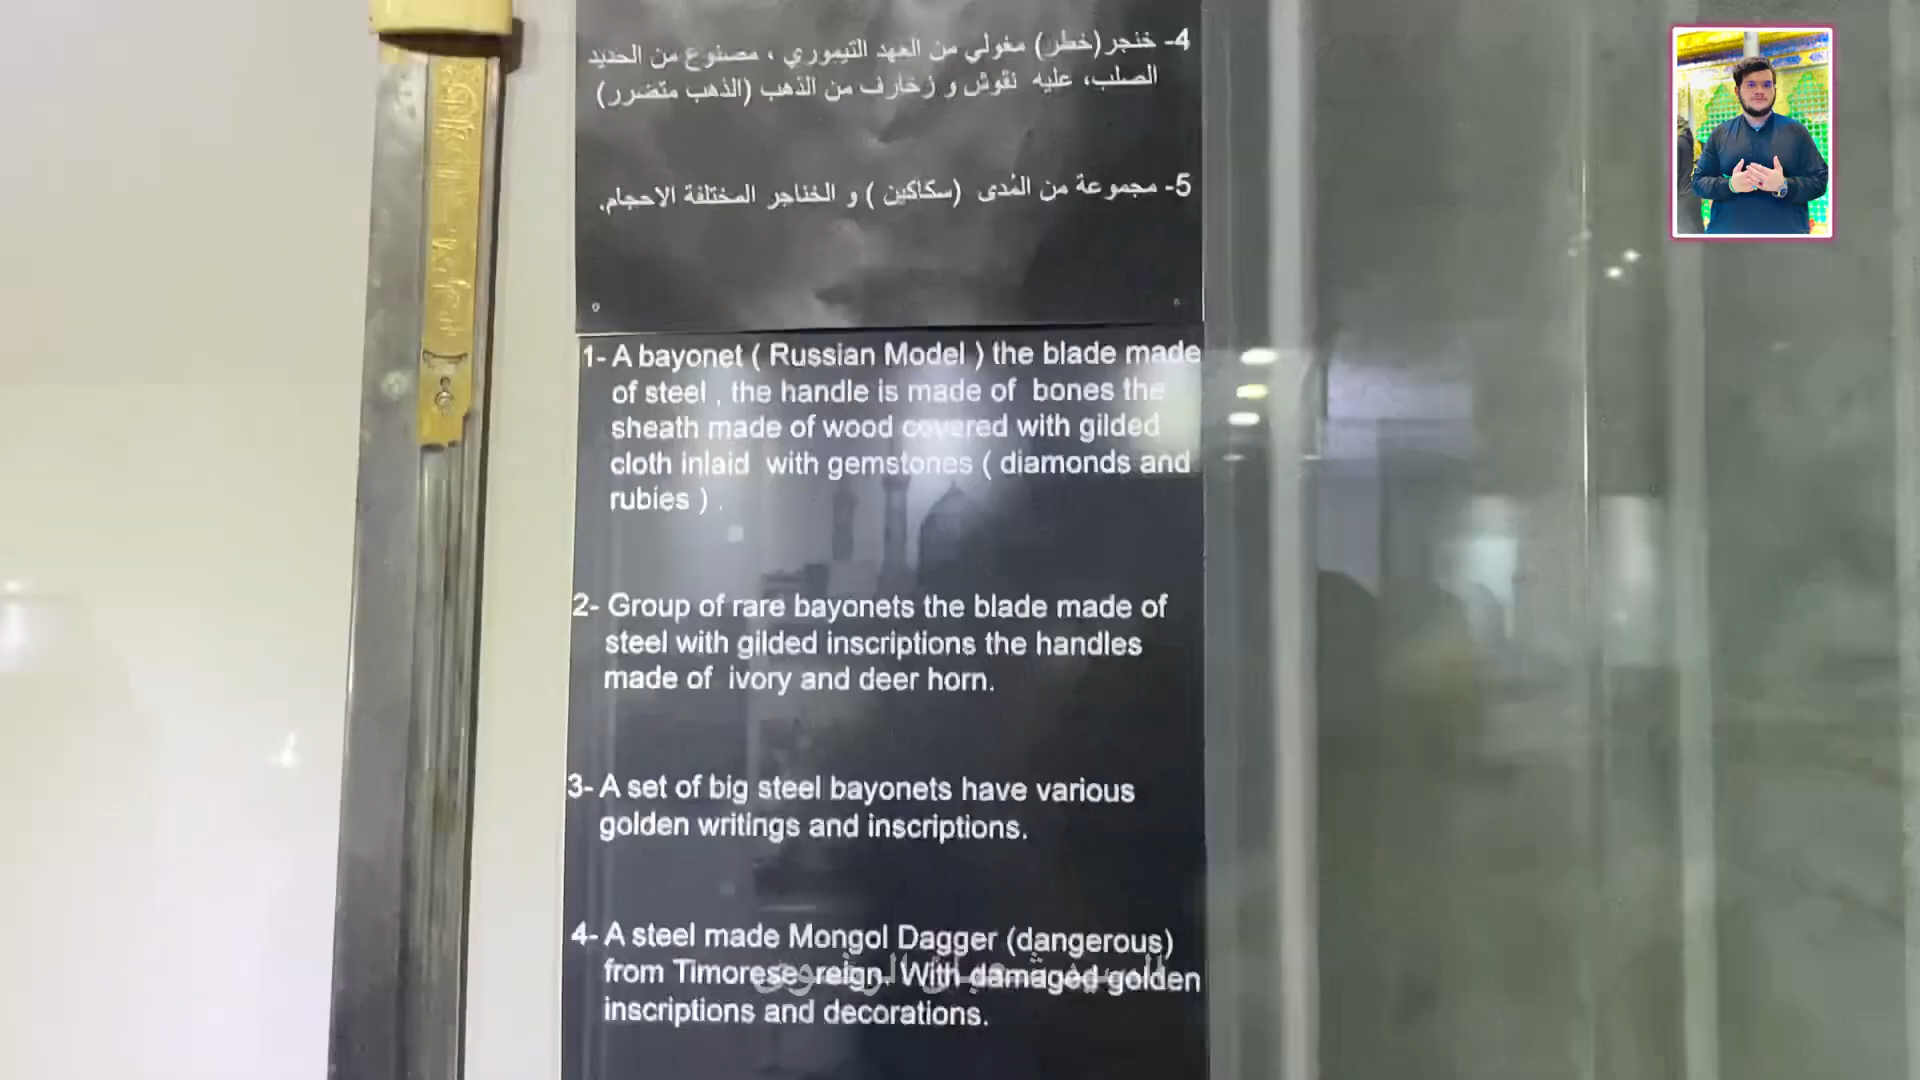 4- خنجر(خطر) مغولي من العهد التيموري ، مصنوع من الحديد
الصلب، عليه نقوش و زخارف من الذهب (الذهب متضرر)
5- مجموعة من المُدى (سكاكين ) و الخناجر المختلفة الاحجام.
1- A bayonet ( Russian Model ) the blade made
of steel , the handle is made of bones the
sheath made of wood covered with gilded
cloth inlaid with gemstones ( diamonds and
rubies ) .
2- Group of rare bayonets the blade made of
steel with gilded inscriptions the handles
made of ivory and deer horn.
3- A set of big steel bayonets have various
golden writings and inscriptions.
4- A steel made Mongol Dagger (dangerous)
from Timorese reign. With damaged golden
inscriptions and decorations.